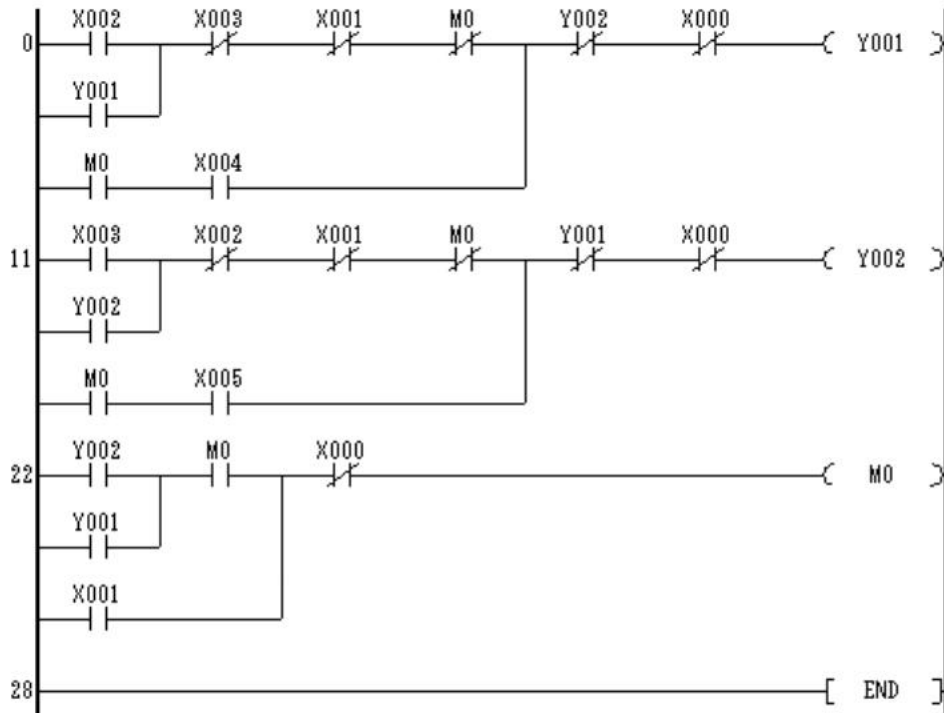 X002 X003 X001 M0 Y002 X000
0 Y001
Y001
M0 X004
X003 X002 X001 M0 Y001 X000
11 Y002
Y002
M0 X005
Y002 M0 X000
22 M0
Y001
X001
28 END